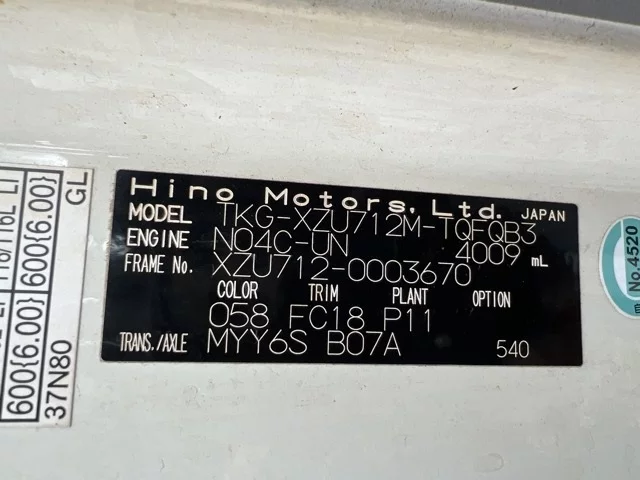 Hino Motors, Ltd. JAPAN
MODEL TKG-XZU712M-TQFQB3
ENGINE N04C-UN 4009 mL
FRAME No. XZU712-0003670
COLOR TRIM PLANT OPTION
058 FC18 P11
TRANS./AXLE MYY6S B07A 540
600{6.00} 600{6.00}
37N80 GL
No.4520